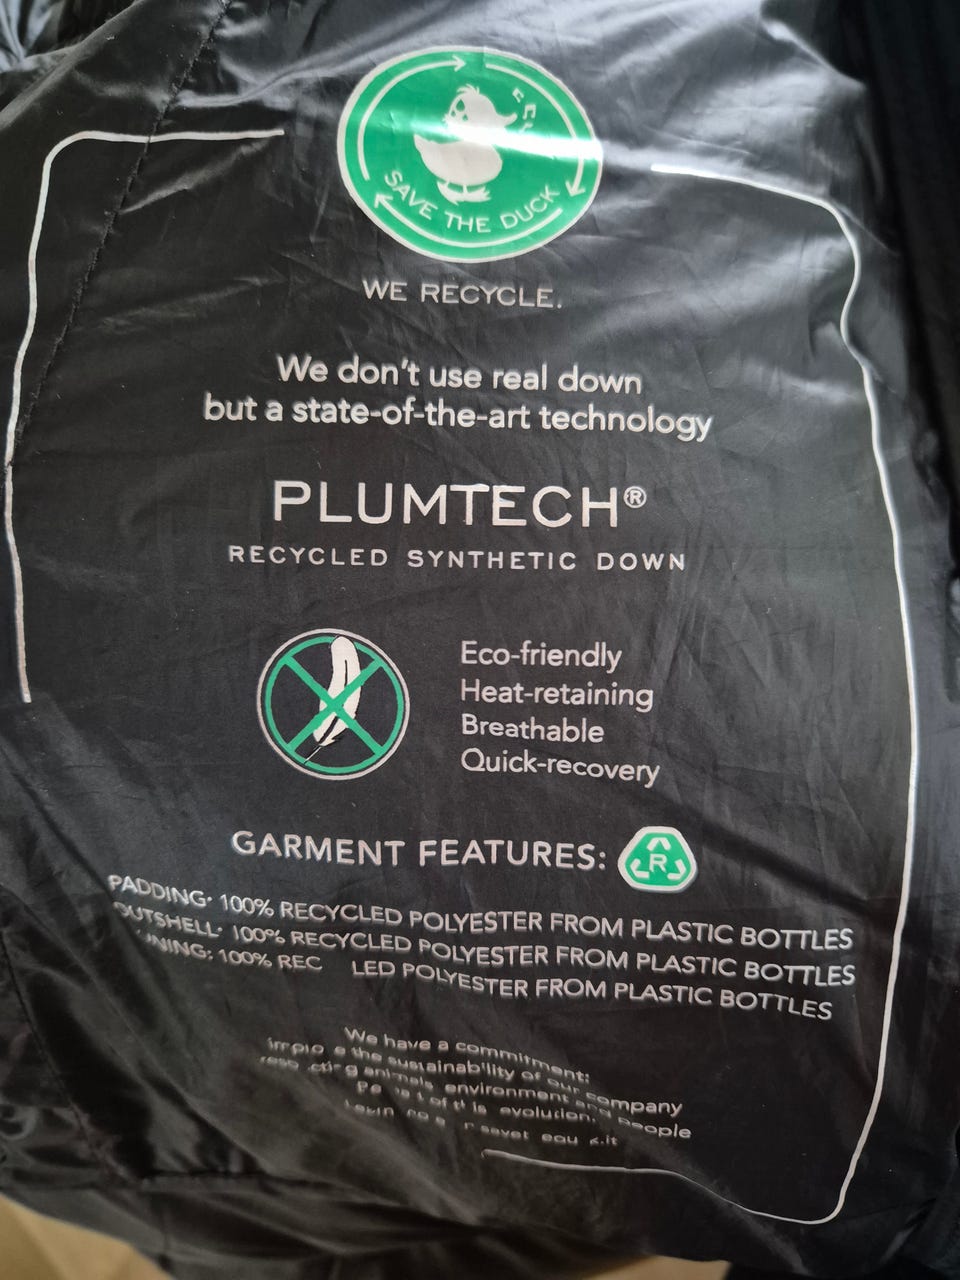 SAVE THE DUCK
WE RECYCLE.
We don't use real down
but a state-of-the-art technology
PLUMTECH®
RECYCLED SYNTHETIC DOWN
Eco-friendly
Heat-retaining
Breathable
Quick-recovery
GARMENT FEATURES:
R
PADDING: 100% RECYCLED POLYESTER FROM PLASTIC BOTTLES
OUTSHELL: 100% RECYCLED POLYESTER FROM PLASTIC BOTTLES
100% POLYESTER FROM PLASTIC BOTTLES
We have a commitment:
the sustainability of our company
animals environment and people
evolution.